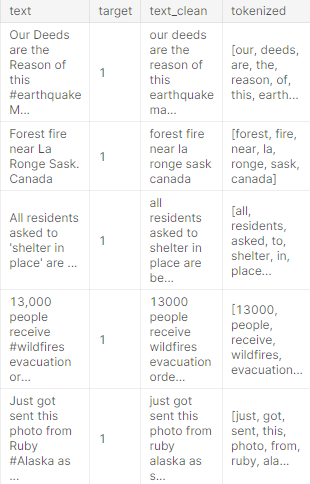 text target text_clean tokenized
Our Deeds are the Reason of this #earthquake M... 1 our deeds are the reason of this earthquake ma... [our, deeds, are, the, reason, of, this, earth...
Forest fire near La Ronge Sask. Canada 1 forest fire near la ronge sask canada [forest, fire, near, la, ronge, sask, canada]
All residents asked to 'shelter in place' are ... 1 all residents asked to shelter in place are be... [all, residents, asked, to, shelter, in, place...
13,000 people receive #wildfires evacuation or... 1 13000 people receive wildfires evacuation orde... [13000, people, receive, wildfires, evacuation...
Just got sent this photo from Ruby #Alaska as ... 1 just got sent this photo from ruby alaska as s... [just, got, sent, this, photo, from, ruby, ala...